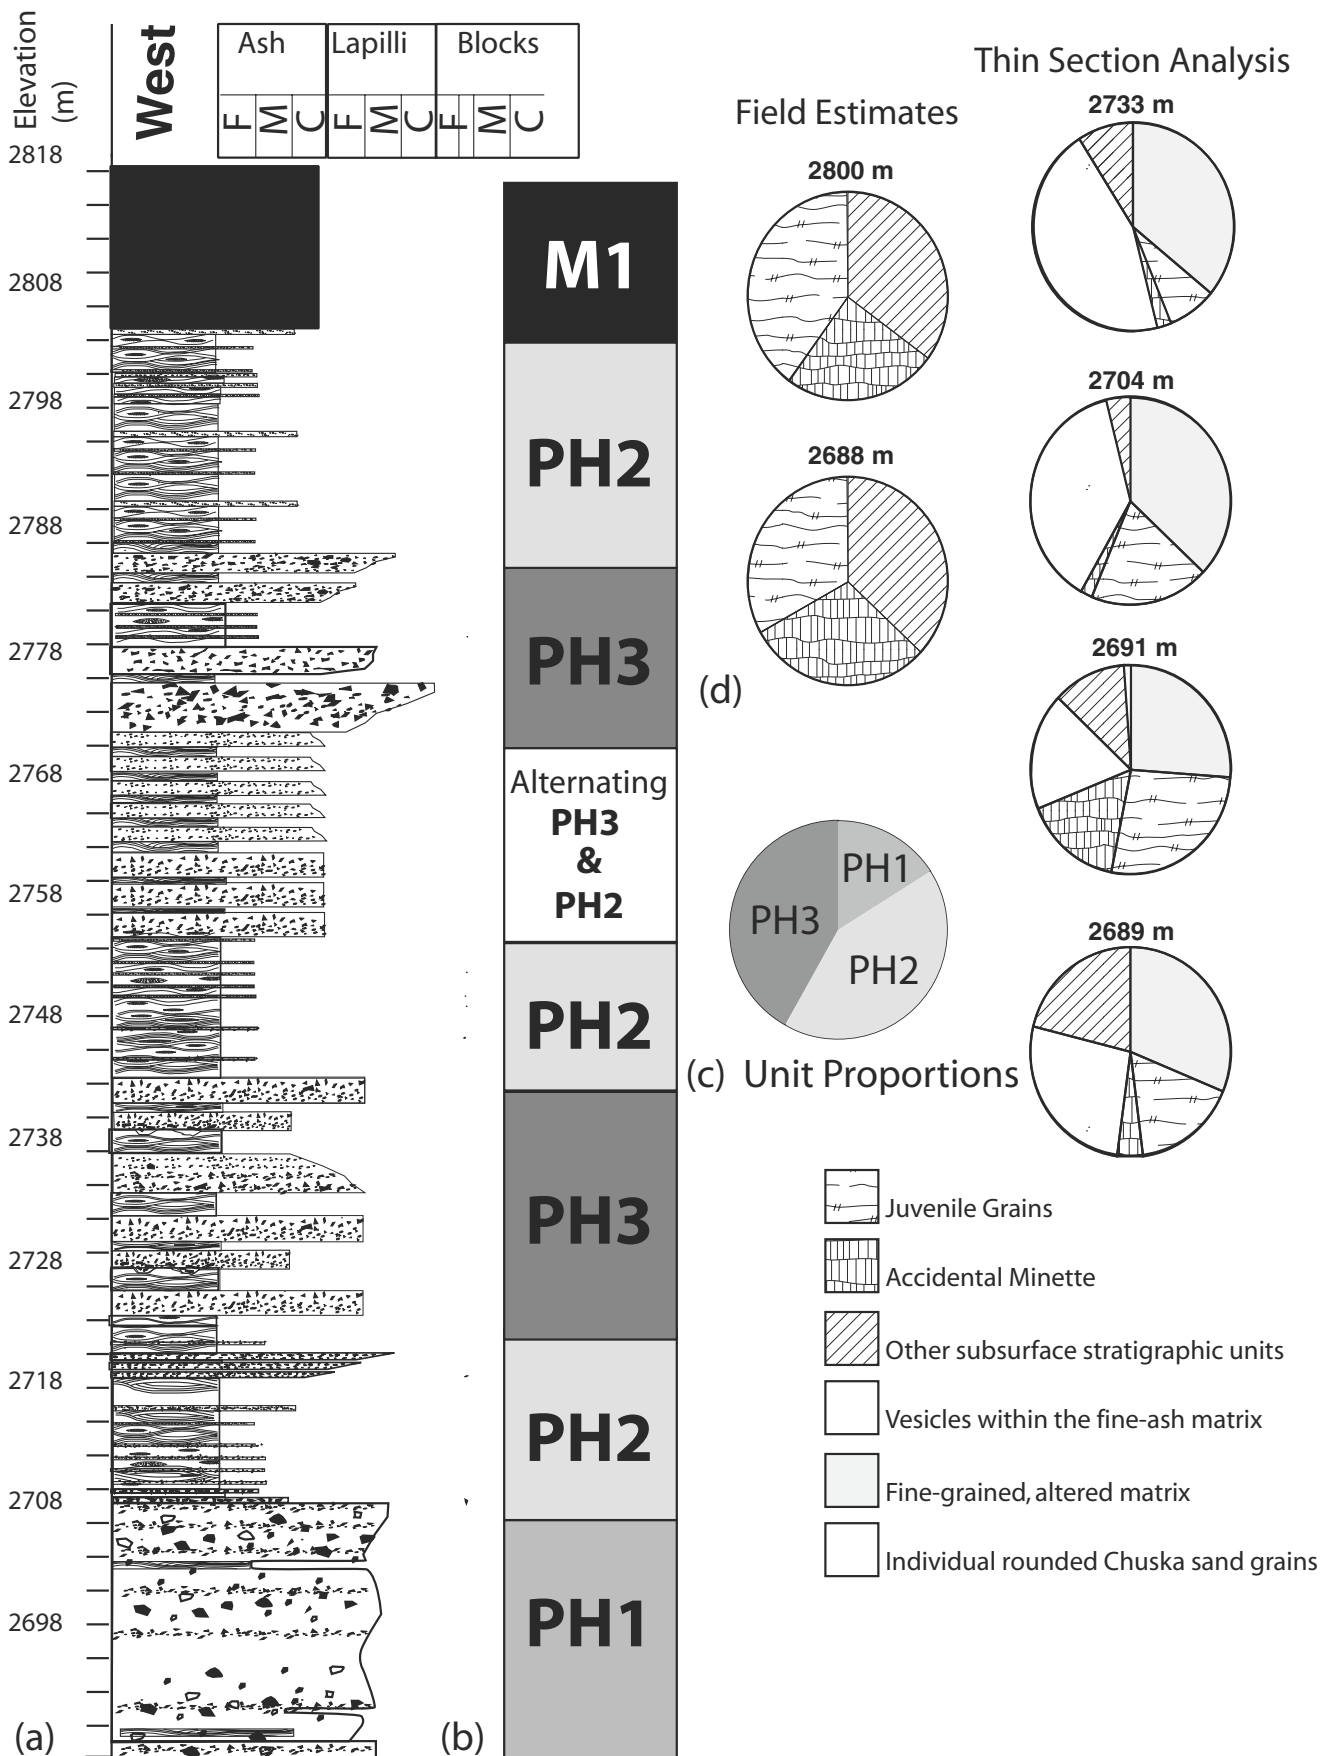 Elevation
(m)
West
Ash
Lapilli
Blocks
F
M
C
F
M
C
F
M
C
2818
2808
2798
2788
2778
2768
2758
2748
2738
2728
2718
2708
2698
(a)
M1
PH2
PH3
Alternating
PH3
&
PH2
PH2
PH3
PH2
PH1
(b)
Field Estimates
2800 m
2688 m
(d)
Thin Section Analysis
2733 m
2704 m
2691 m
2689 m
PH1
PH3
PH2
(c) Unit Proportions
Juvenile Grains
Accidental Minette
Other subsurface stratigraphic units
Vesicles within the fine-ash matrix
Fine-grained, altered matrix
Individual rounded Chuska sand grains